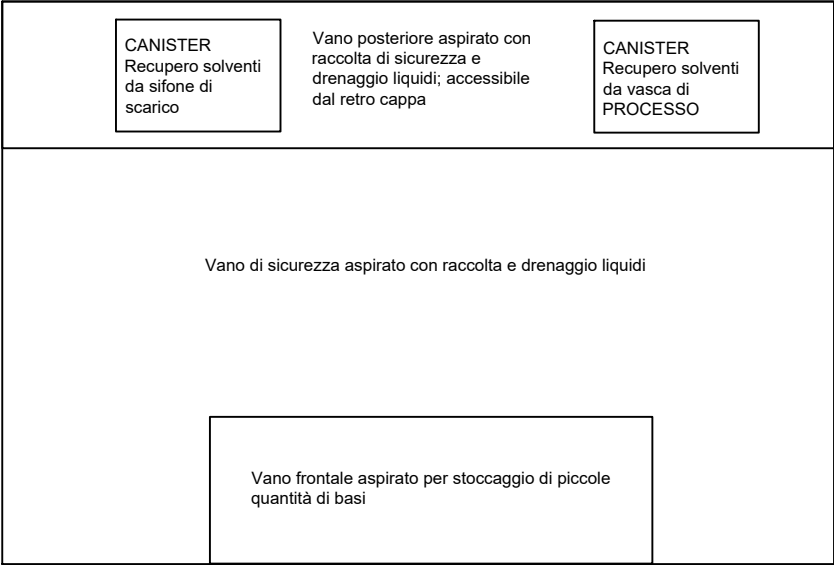 CANISTER
Recupero solventi
da sifone di
scarico
Vano posteriore aspirato con
raccolta di sicurezza e
drenaggio liquidi; accessibile
dal retro cappa
CANISTER
Recupero solventi
da vasca di
PROCESSO
Vano di sicurezza aspirato con raccolta e drenaggio liquidi
Vano frontale aspirato per stoccaggio di piccole
quantità di basi